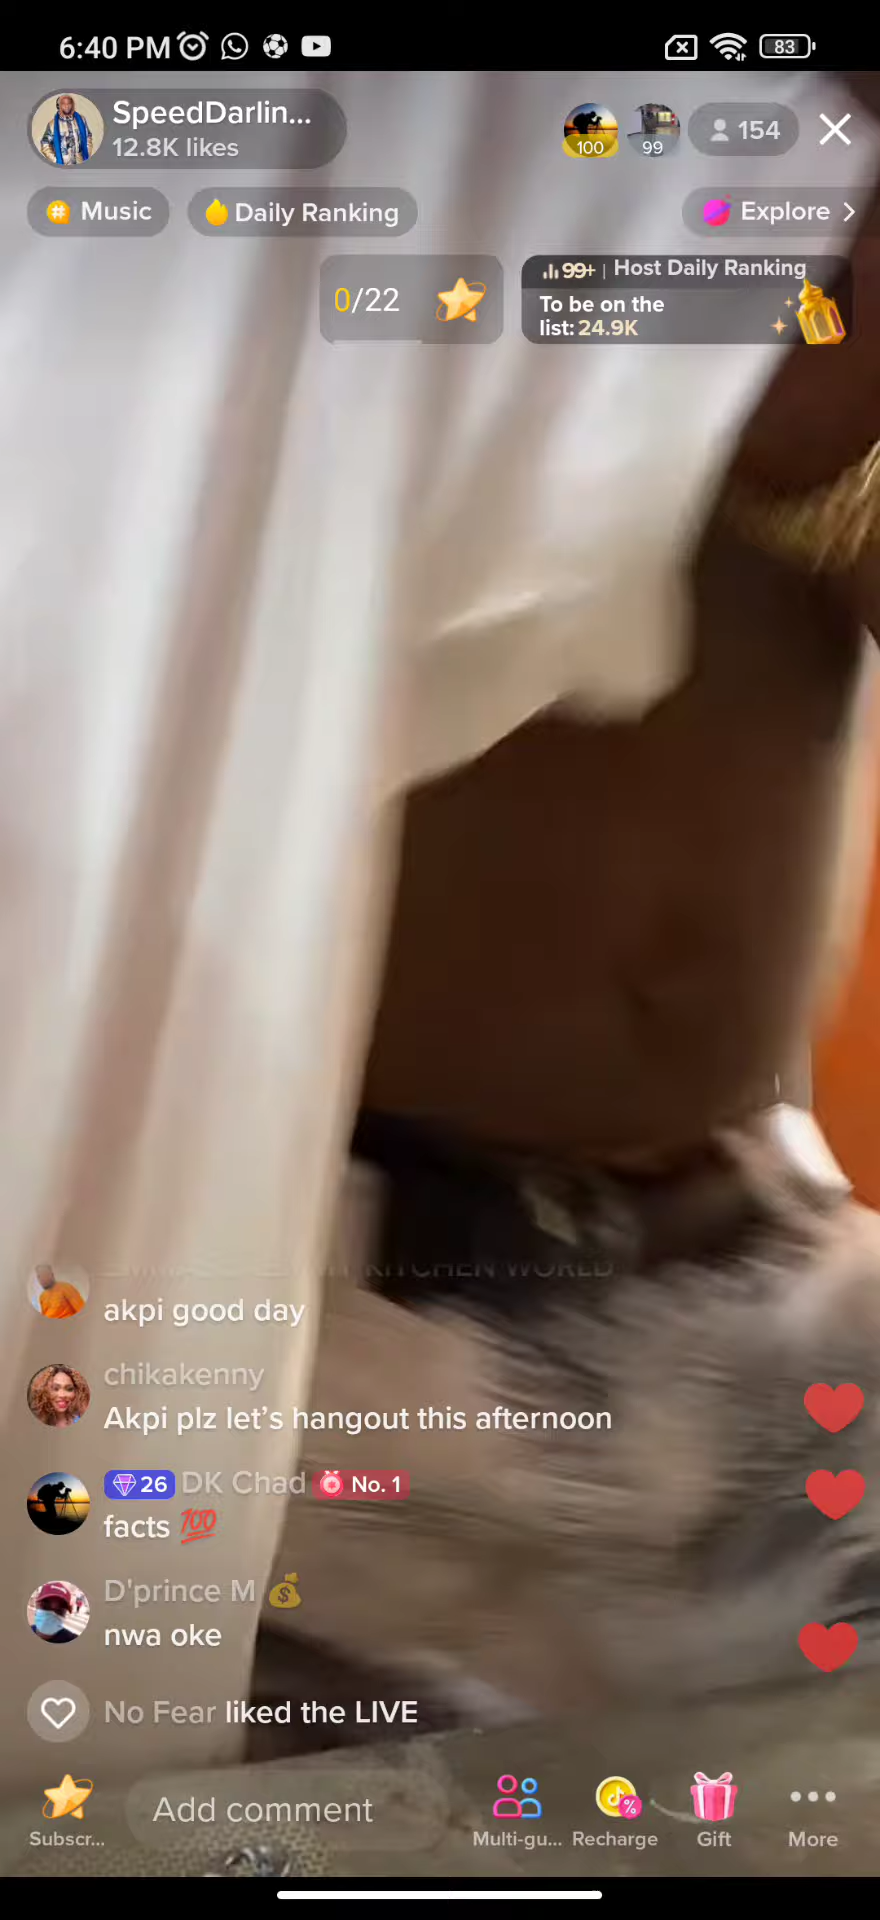 6:40 PM
83
SpeedDarlin...
12.8K likes
100
99
154
Music
Daily Ranking
Explore
0/22
99+ | Host Daily Ranking
To be on the
list: 24.9K
KITCHEN WORLD
akpi good day
chikakenny
Akpi plz let's hangout this afternoon
26 DK Chad No. 1
facts 💯
D'prince M 💰
nwa oke
No Fear liked the LIVE
Add comment
Subscr...
Multi-gu...
Recharge
Gift
More